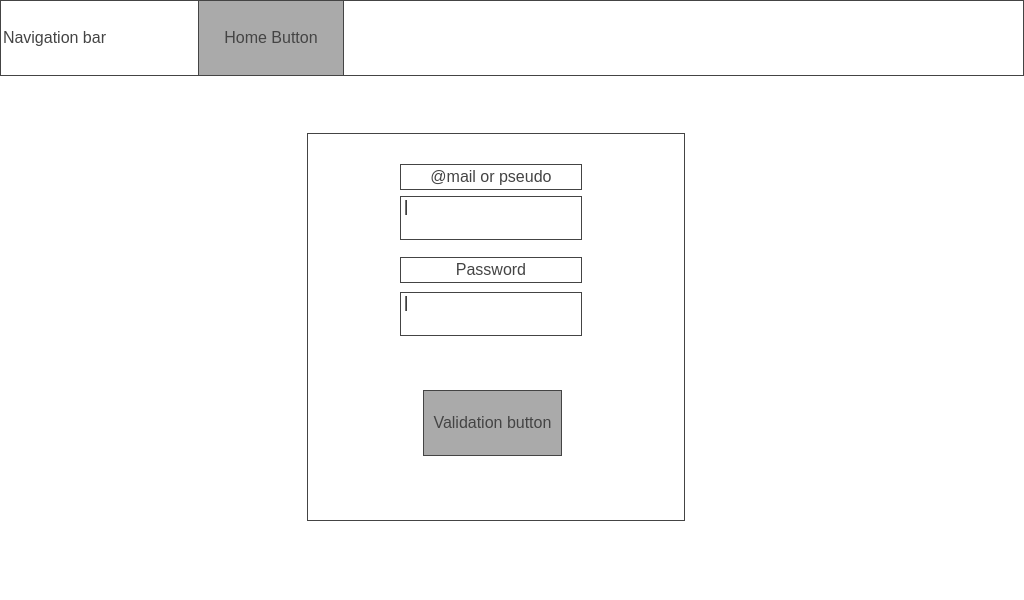 Navigation bar
Home Button
@mail or pseudo
|
Password
|
Validation button